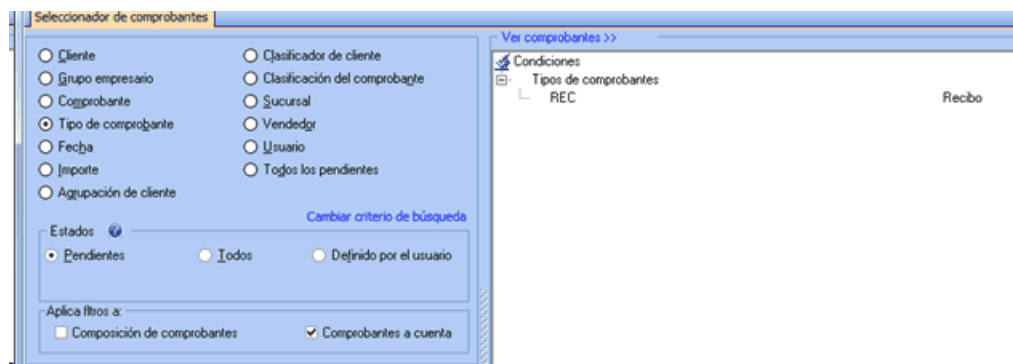 Seleccionador de comprobantes
Cliente
Clasificador de cliente
Grupo empresario
Clasificación del comprobante
Comprobante
Sucursal
Tipo de comprobante
Vendedor
Fecha
Usuario
Importe
Todos los pendientes
Agrupación de cliente
Cambiar criterio de búsqueda
Estados
Pendientes
Todos
Definido por el usuario
Aplica fltros a:
Composición de comprobantes
Comprobantes a cuenta
Ver comprobantes >>
Condiciones
Tipos de comprobantes
REC Recibo